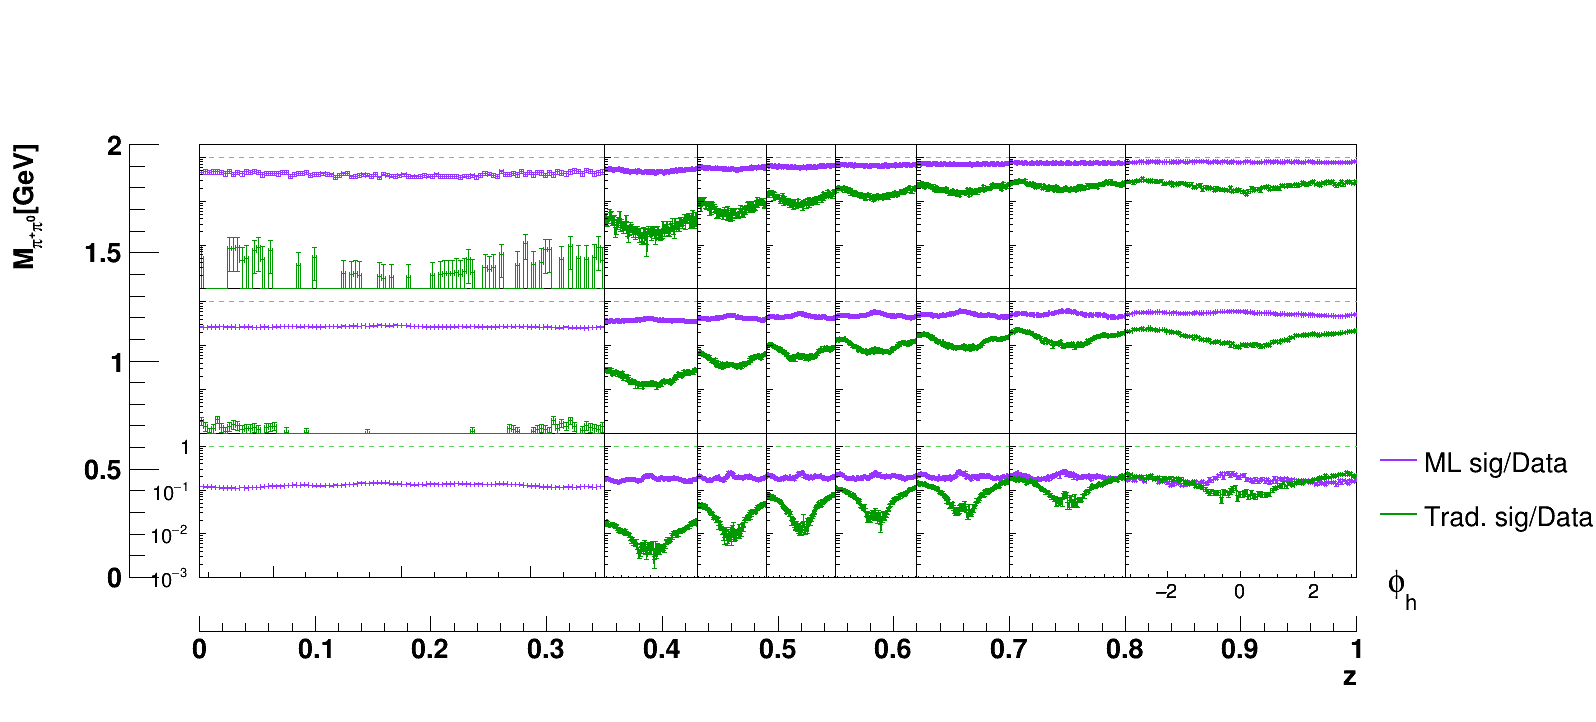 M π⁺π⁰ [GeV]
2
1.5
1
0.5
0
1
10⁻¹
10⁻²
10⁻³
−2 0 2
ϕh
0 0.1 0.2 0.3 0.4 0.5 0.6 0.7 0.8 0.9 1
z
ML sig/Data
Trad. sig/Data